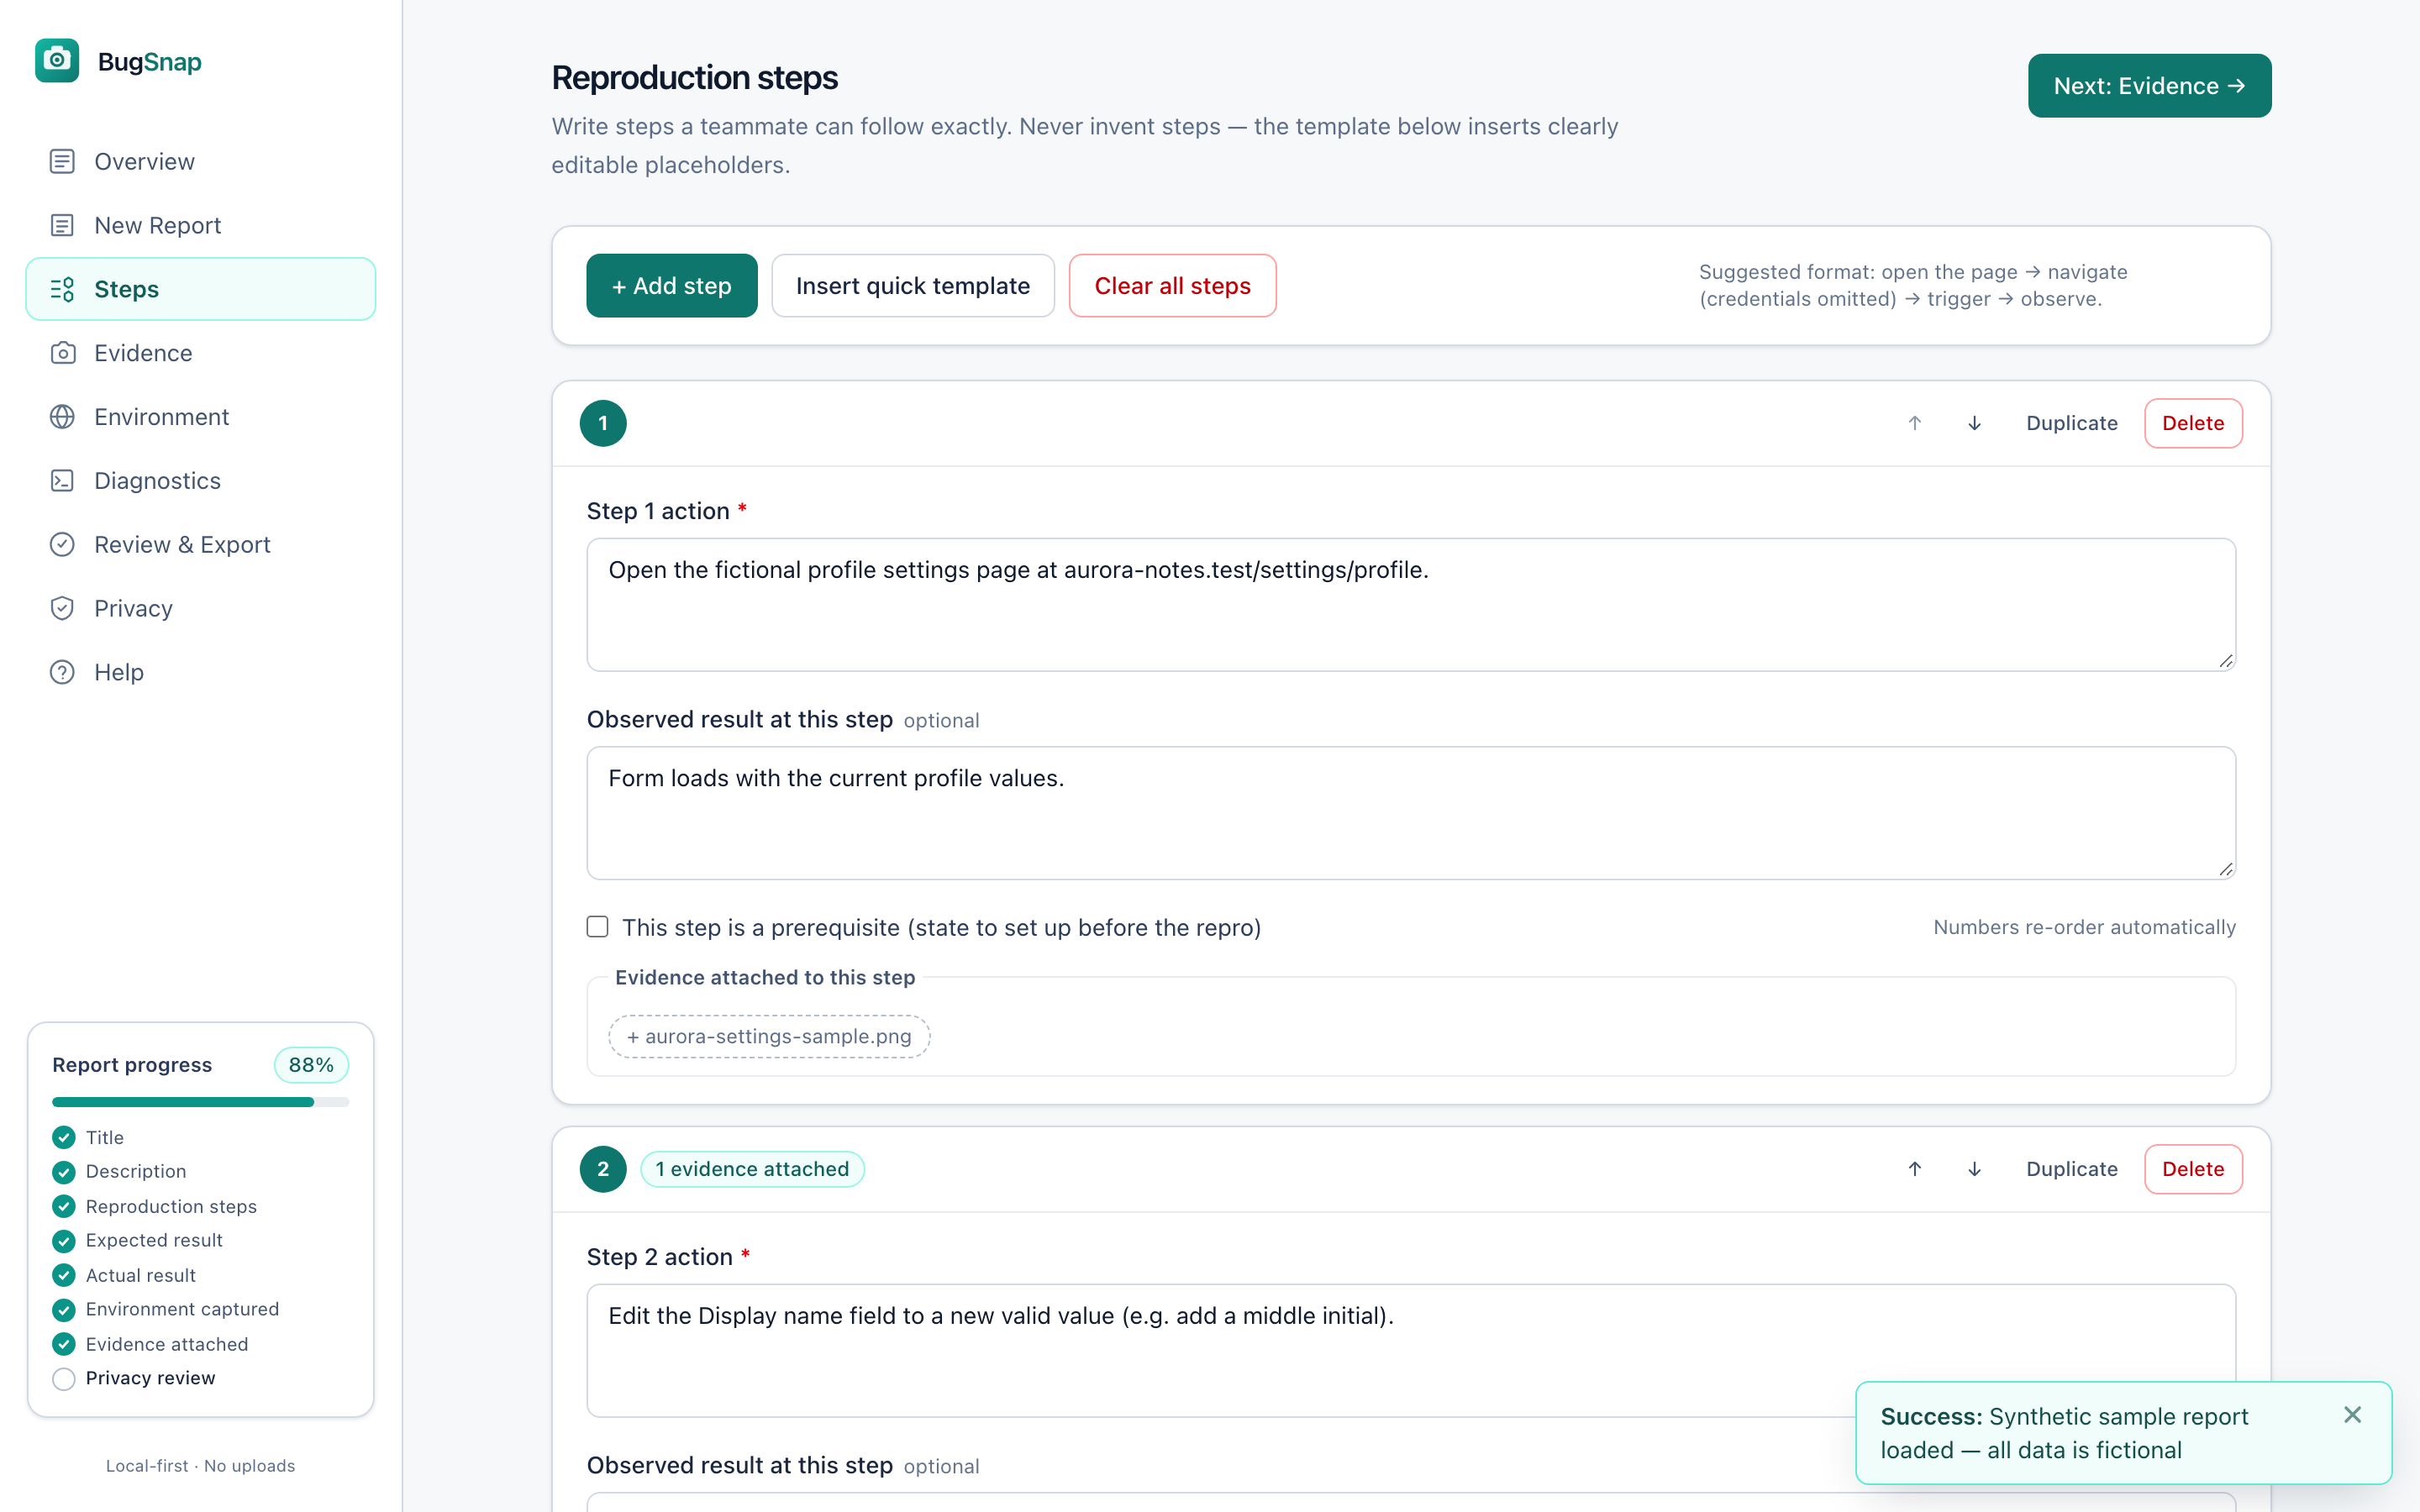 BugSnap
Overview
New Report
Steps
Evidence
Environment
Diagnostics
Review & Export
Privacy
Help
Report progress 88%
Title
Description
Reproduction steps
Expected result
Actual result
Environment captured
Evidence attached
Privacy review
Local-first · No uploads
Reproduction steps
Write steps a teammate can follow exactly. Never invent steps — the template below inserts clearly
editable placeholders.
Next: Evidence →
+ Add step
Insert quick template
Clear all steps
Suggested format: open the page → navigate
(credentials omitted) → trigger → observe.
1
↑ ↓ Duplicate Delete
Step 1 action *
Open the fictional profile settings page at aurora-notes.test/settings/profile.
Observed result at this step optional
Form loads with the current profile values.
This step is a prerequisite (state to set up before the repro)
Numbers re-order automatically
Evidence attached to this step
+ aurora-settings-sample.png
2 1 evidence attached
↑ ↓ Duplicate Delete
Step 2 action *
Edit the Display name field to a new valid value (e.g. add a middle initial).
Observed result at this step optional
Success: Synthetic sample report
loaded — all data is fictional